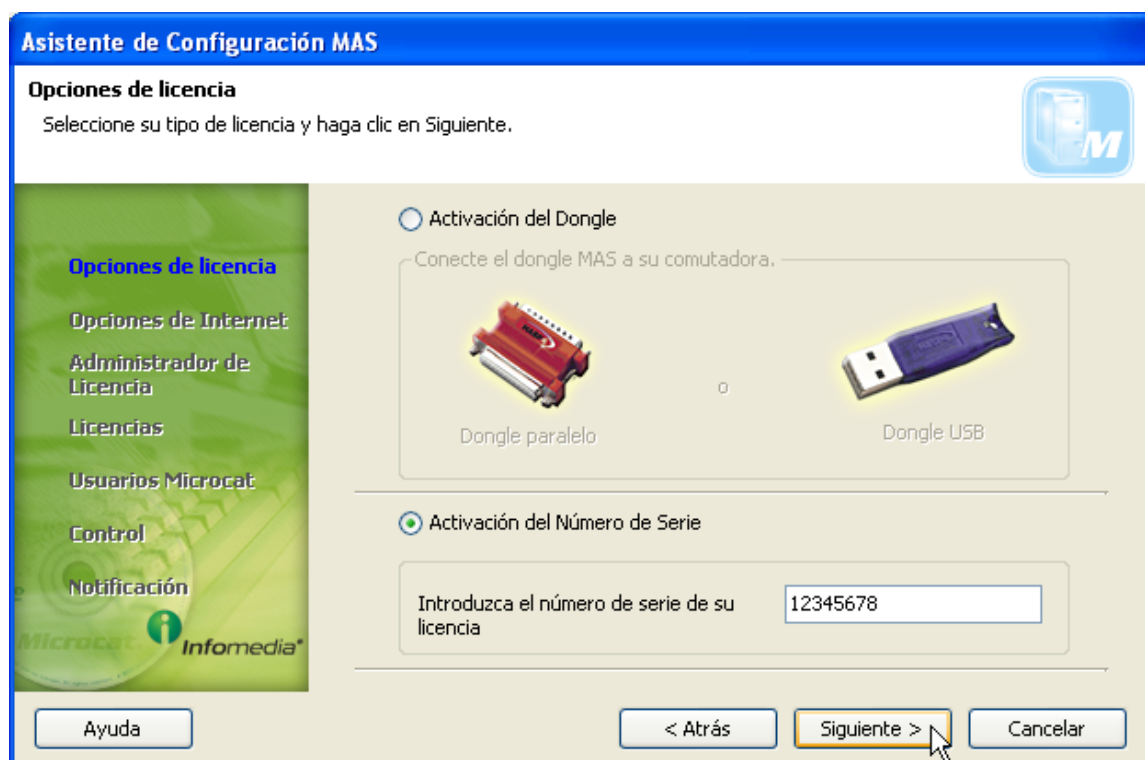 Asistente de Configuración MAS
Opciones de licencia
Seleccione su tipo de licencia y haga clic en Siguiente.
M
Opciones de licencia
Opciones de Internet
Administrador de
Licencia
Licencias
Usuarios Microcat
Control
Notificación
Microcat.
Infomedia
Activación del Dongle
Conecte el dongle MAS a su comutadora.
Dongle paralelo
o
Dongle USB
Activación del Número de Serie
Introduzca el número de serie de su
licencia
12345678
Ayuda
< Atrás
Siguiente >
Cancelar